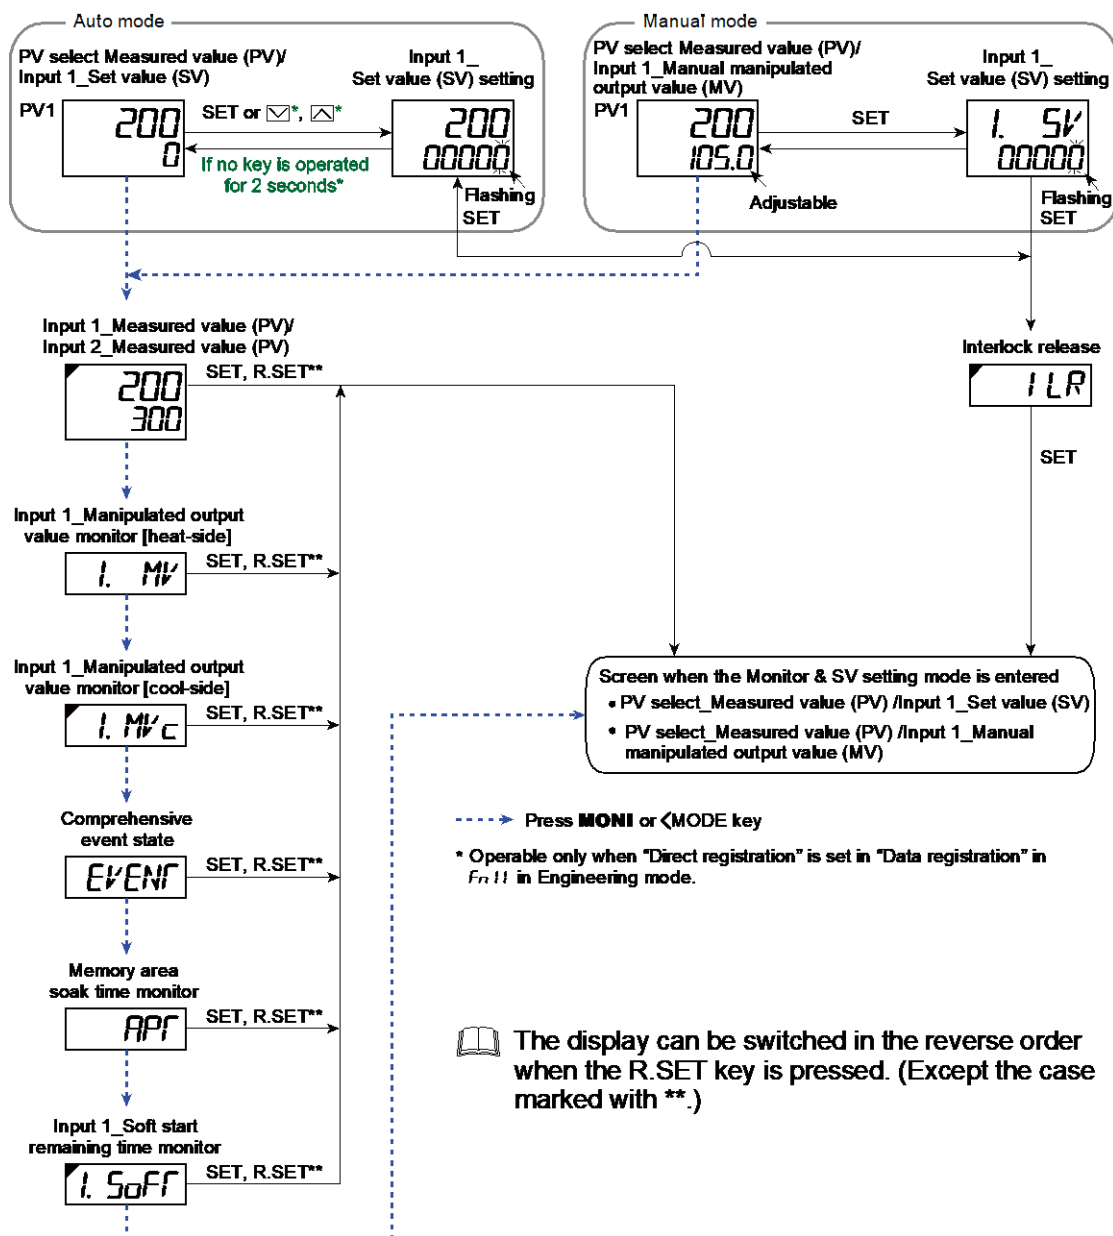 Auto mode
PV select Measured value (PV)/
Input 1_Set value (SV)
Input 1_
Set value (SV) setting
PV1
200
0
SET or ⌵*, ⌃*
If no key is operated
for 2 seconds*
200
00000
Flashing
SET
Manual mode
PV select Measured value (PV)/
Input 1_Manual manipulated
output value (MV)
Input 1_
Set value (SV) setting
PV1
200
105.0
Adjustable
SET
1. SV
00000
Flashing
SET
Input 1_Measured value (PV)/
Input 2_Measured value (PV)
200
300
SET, R.SET**
Interlock release
ILR
SET
Input 1_Manipulated output
value monitor [heat-side]
1. MV
SET, R.SET**
Input 1_Manipulated output
value monitor [cool-side]
1. MVc
SET, R.SET**
Screen when the Monitor & SV setting mode is entered
• PV select_Measured value (PV) /Input 1_Set value (SV)
• PV select_Measured value (PV) /Input 1_Manual
manipulated output value (MV)
Comprehensive
event state
EVENT
SET, R.SET**
Press MONI or <MODE key
* Operable only when "Direct registration" is set in "Data registration" in
Fn11 in Engineering mode.
Memory area
soak time monitor
APT
SET, R.SET**
The display can be switched in the reverse order
when the R.SET key is pressed. (Except the case
marked with **.)
Input 1_Soft start
remaining time monitor
1. SoFT
SET, R.SET**